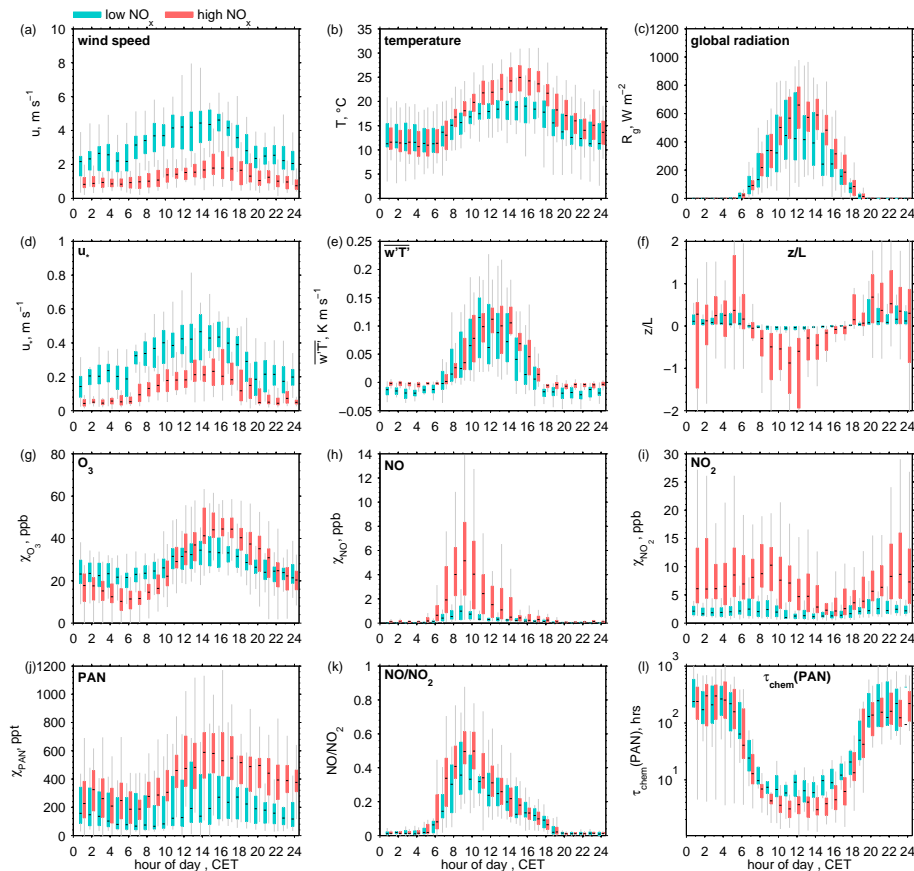 low NOx high NOx
(a) wind speed
u, m s−1
10
8
6
4
2
0
0 2 4 6 8 10 12 14 16 18 20 22 24
(b) temperature
T, °C
35
30
25
20
15
10
5
0
0 2 4 6 8 10 12 14 16 18 20 22 24
(c) global radiation
Rg, W m−2
1200
1000
800
600
400
200
0
0 2 4 6 8 10 12 14 16 18 20 22 24
(d) u*
u*, m s−1
1
0.8
0.6
0.4
0.2
0
0 2 4 6 8 10 12 14 16 18 20 22 24
(e) w'T'
w'T', K m s−1
0.25
0.2
0.15
0.1
0.05
0
−0.05
0 2 4 6 8 10 12 14 16 18 20 22 24
(f) z/L
z/L
2
1
0
−1
−2
0 2 4 6 8 10 12 14 16 18 20 22 24
(g) O3
χO3, ppb
80
60
40
20
0
0 2 4 6 8 10 12 14 16 18 20 22 24
(h) NO
χNO, ppb
14
12
10
8
6
4
2
0
0 2 4 6 8 10 12 14 16 18 20 22 24
(i) NO2
χNO2, ppb
30
25
20
15
10
5
0
0 2 4 6 8 10 12 14 16 18 20 22 24
(j) PAN
χPAN, ppt
1200
1000
800
600
400
200
0
0 2 4 6 8 10 12 14 16 18 20 22 24
hour of day , CET
(k) NO/NO2
NO/NO2
1
0.8
0.6
0.4
0.2
0
0 2 4 6 8 10 12 14 16 18 20 22 24
hour of day , CET
(l) τchem(PAN)
τchem(PAN), hrs
10^3
10^2
10^1
0 2 4 6 8 10 12 14 16 18 20 22 24
hour of day , CET